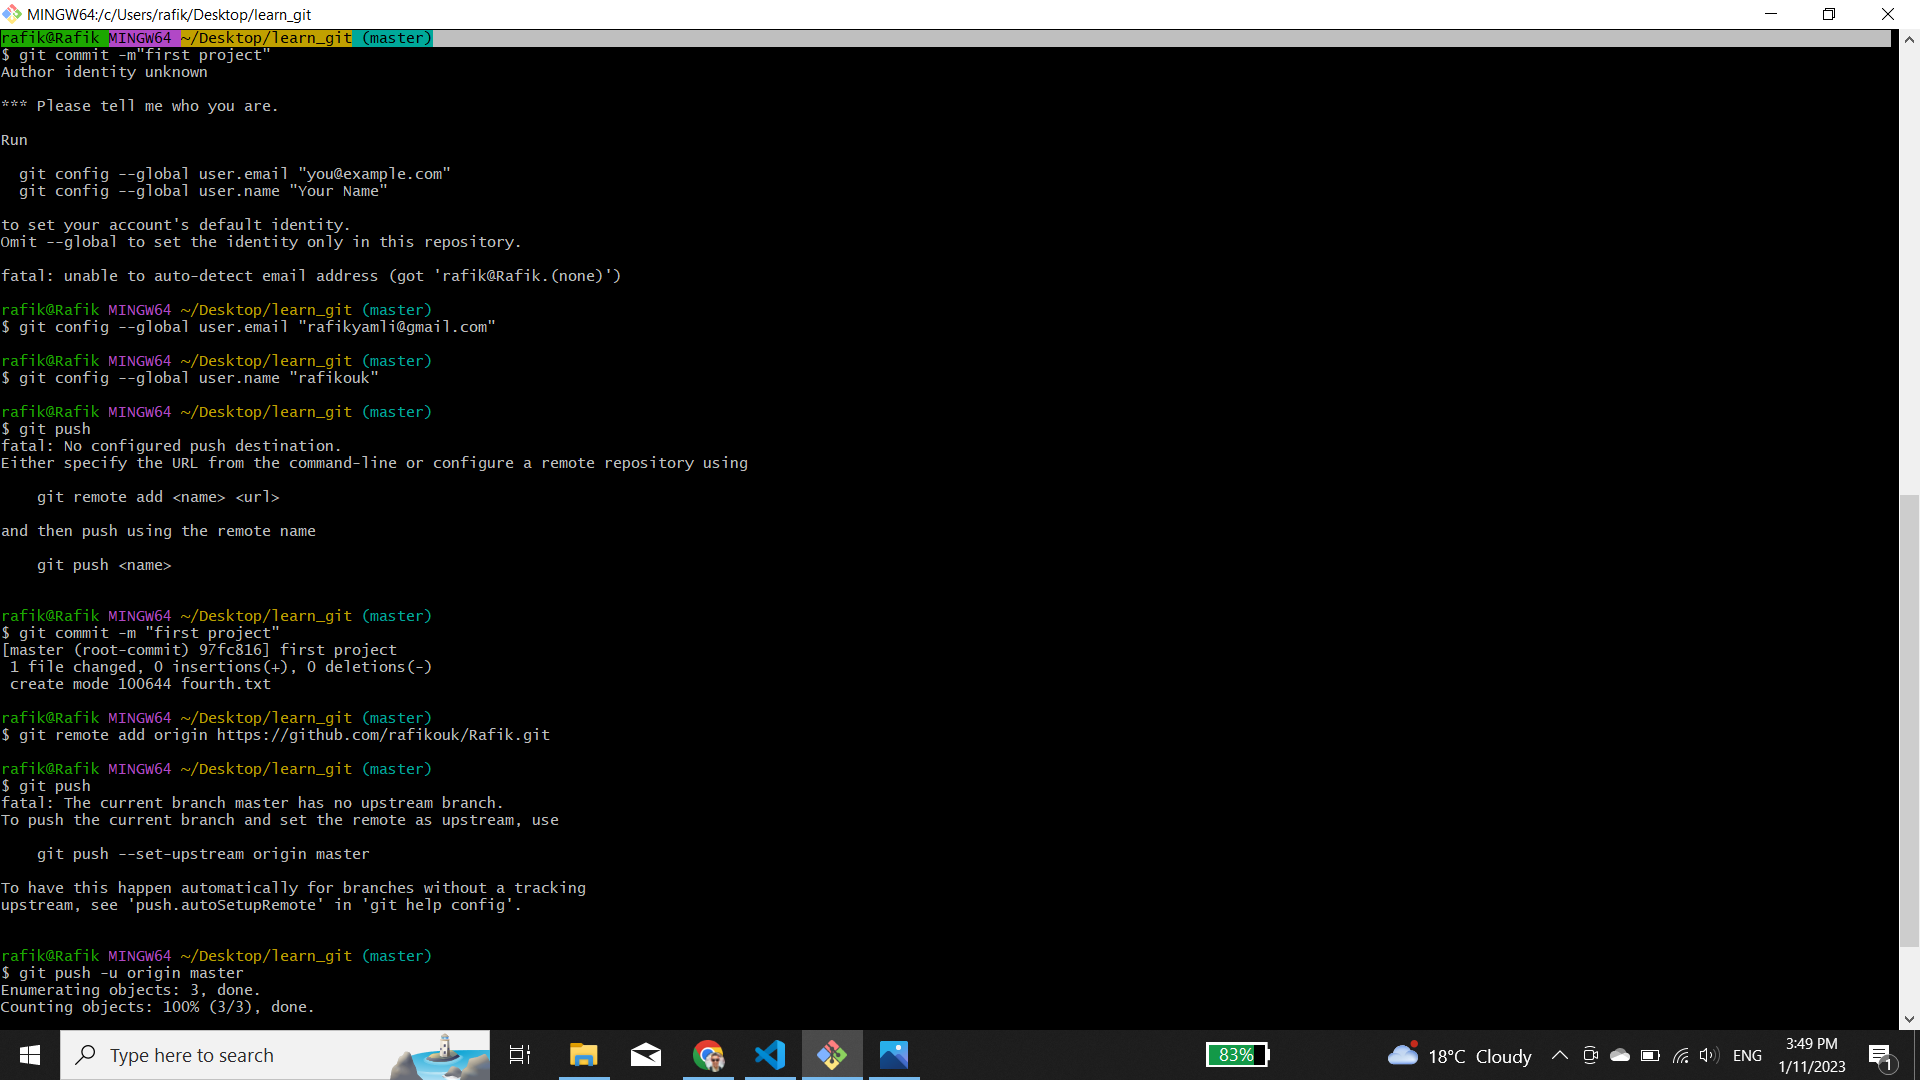 MINGW64:/c/Users/rafik/Desktop/learn_git
rafik@Rafik MINGW64 ~/Desktop/learn_git (master)
$ git commit -m"first project"
Author identity unknown
*** Please tell me who you are.
Run
git config --global user.email "you@example.com"
git config --global user.name "Your Name"
to set your account's default identity.
Omit --global to set the identity only in this repository.
fatal: unable to auto-detect email address (got 'rafik@Rafik.(none)')
rafik@Rafik MINGW64 ~/Desktop/learn_git (master)
$ git config --global user.email "rafikyamli@gmail.com"
rafik@Rafik MINGW64 ~/Desktop/learn_git (master)
$ git config --global user.name "rafikouk"
rafik@Rafik MINGW64 ~/Desktop/learn_git (master)
$ git push
fatal: No configured push destination.
Either specify the URL from the command-line or configure a remote repository using
git remote add <name> <url>
and then push using the remote name
git push <name>
rafik@Rafik MINGW64 ~/Desktop/learn_git (master)
$ git commit -m "first project"
[master (root-commit) 97fc816] first project
1 file changed, 0 insertions(+), 0 deletions(-)
create mode 100644 fourth.txt
rafik@Rafik MINGW64 ~/Desktop/learn_git (master)
$ git remote add origin https://github.com/rafikouk/Rafik.git
rafik@Rafik MINGW64 ~/Desktop/learn_git (master)
$ git push
fatal: The current branch master has no upstream branch.
To push the current branch and set the remote as upstream, use
git push --set-upstream origin master
To have this happen automatically for branches without a tracking
upstream, see 'push.autoSetupRemote' in 'git help config'.
rafik@Rafik MINGW64 ~/Desktop/learn_git (master)
$ git push -u origin master
Enumerating objects: 3, done.
Counting objects: 100% (3/3), done.
Type here to search
83%
18°C Cloudy
ENG
3:49 PM
1/11/2023
1